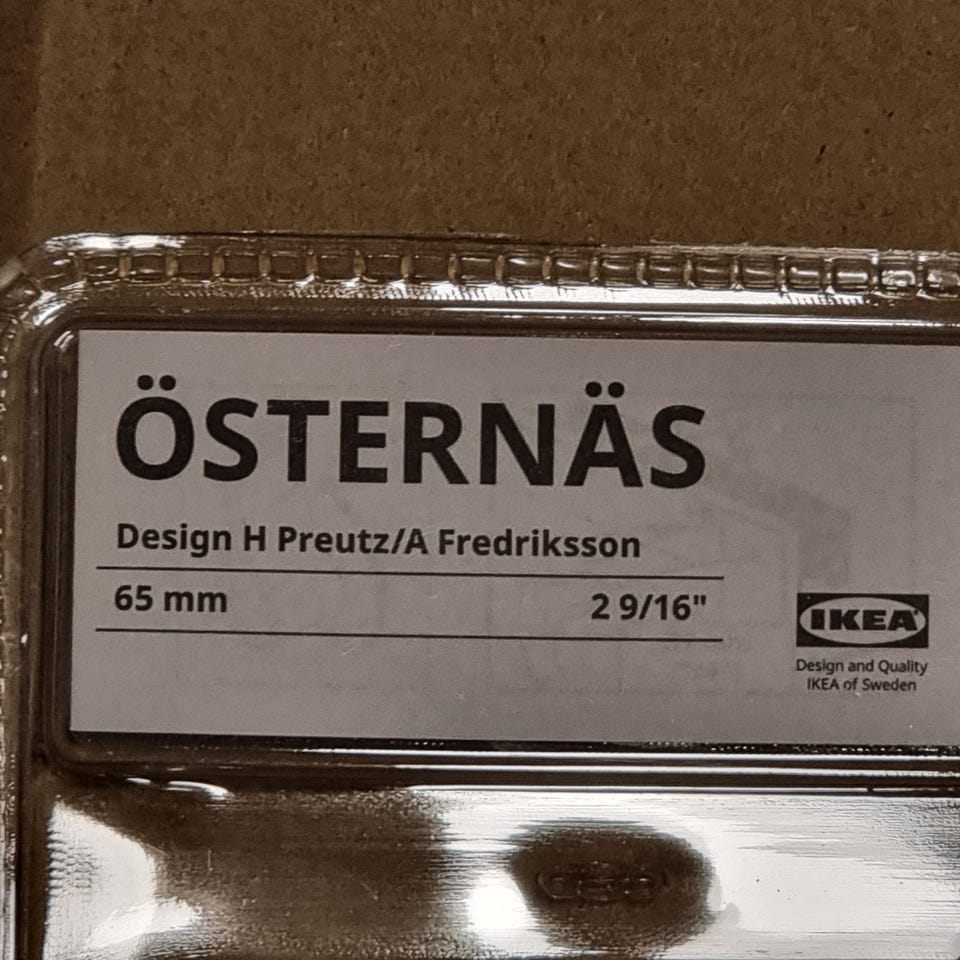 ÖSTERNÄS
Design H Preutz/A Fredriksson
65 mm 2 9/16"
IKEA
Design and Quality
IKEA of Sweden